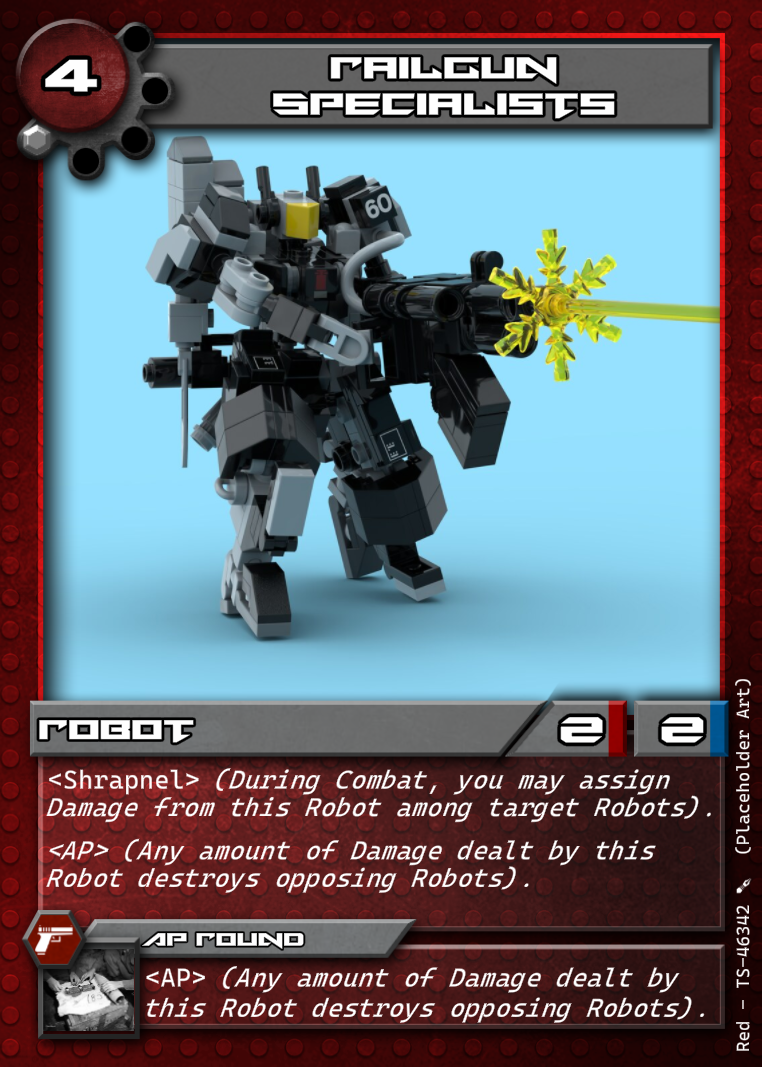 4
RAILGUN
SPECIALISTS
60
ROBOT
2
2
<Shrapnel> (During Combat, you may assign
Damage from this Robot among target Robots).
<AP> (Any amount of Damage dealt by this
Robot destroys opposing Robots).
AP ROUND
<AP> (Any amount of Damage dealt by
this Robot destroys opposing Robots).
Red - TS-46342 ✒ (Placeholder Art)